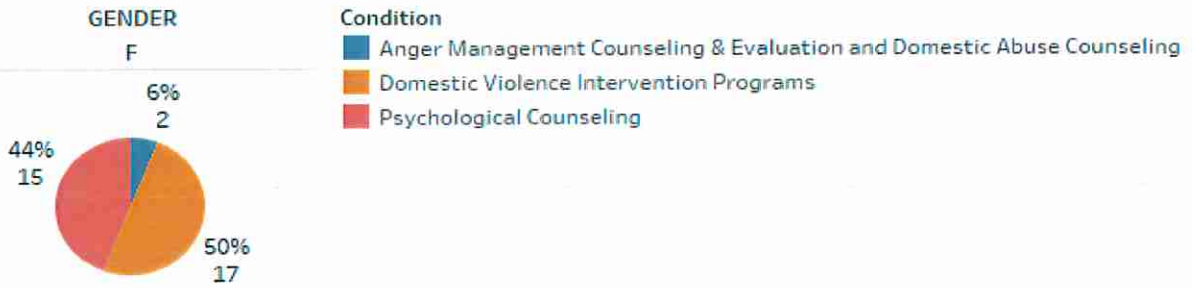 GENDER
F
Condition
Anger Management Counseling & Evaluation and Domestic Abuse Counseling
Domestic Violence Intervention Programs
Psychological Counseling
6%
2
44%
15
50%
17